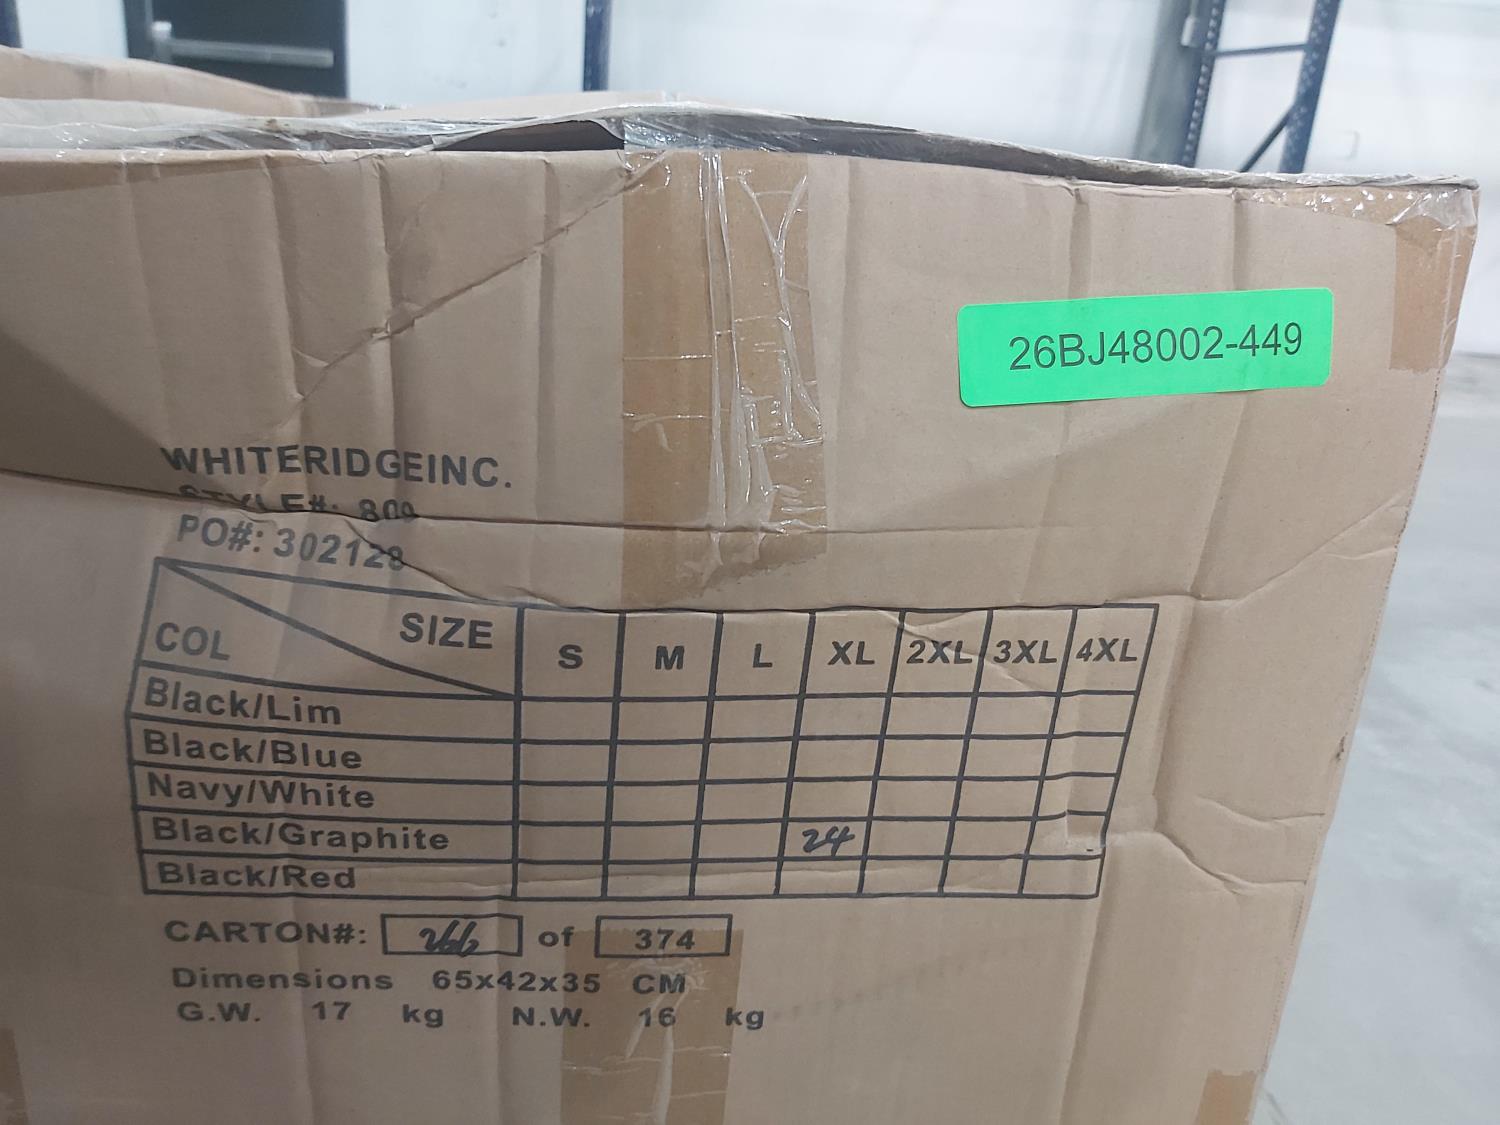 26BJ48002-449
WHITERIDGEINC.
STYLE#: 809
PO#: 302128
COL SIZE S M L XL 2XL 3XL 4XL
Black/Lim
Black/Blue
Navy/White
Black/Graphite 24
Black/Red
CARTON#: 266 of 374
Dimensions 65x42x35 CM
G.W. 17 kg N.W. 16 kg